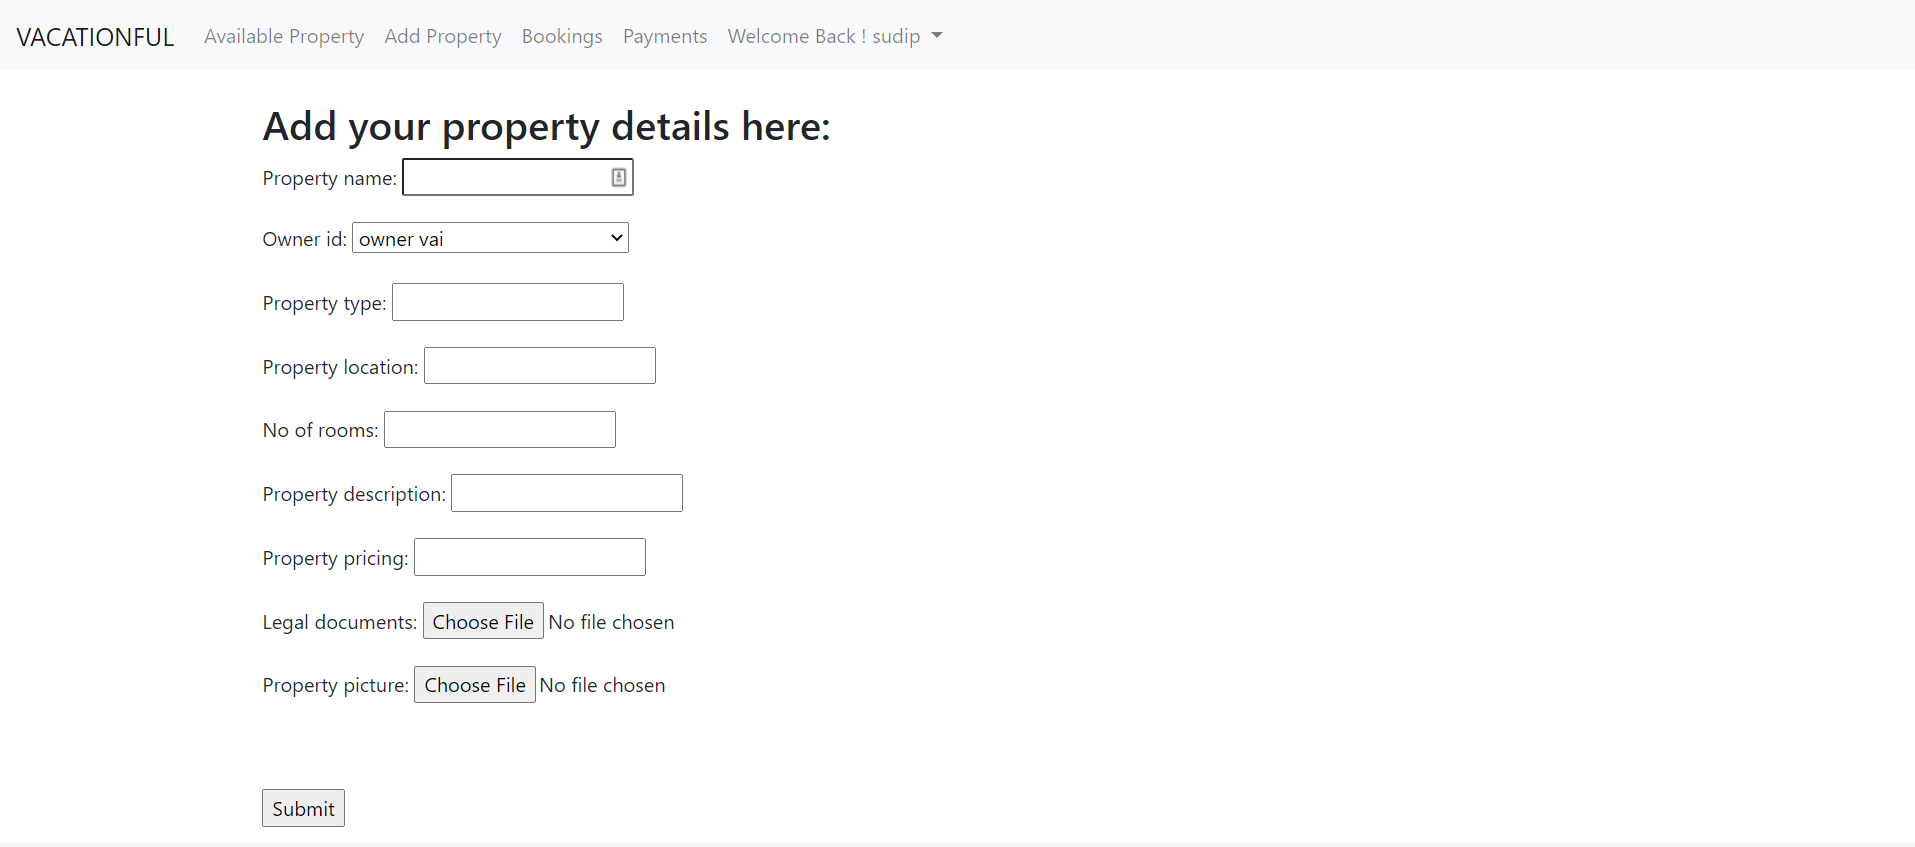 VACATIONFUL Available Property Add Property Bookings Payments Welcome Back ! sudip
Add your property details here:
Property name:
Owner id: owner vai
Property type:
Property location:
No of rooms:
Property description:
Property pricing:
Legal documents: Choose File No file chosen
Property picture: Choose File No file chosen
Submit